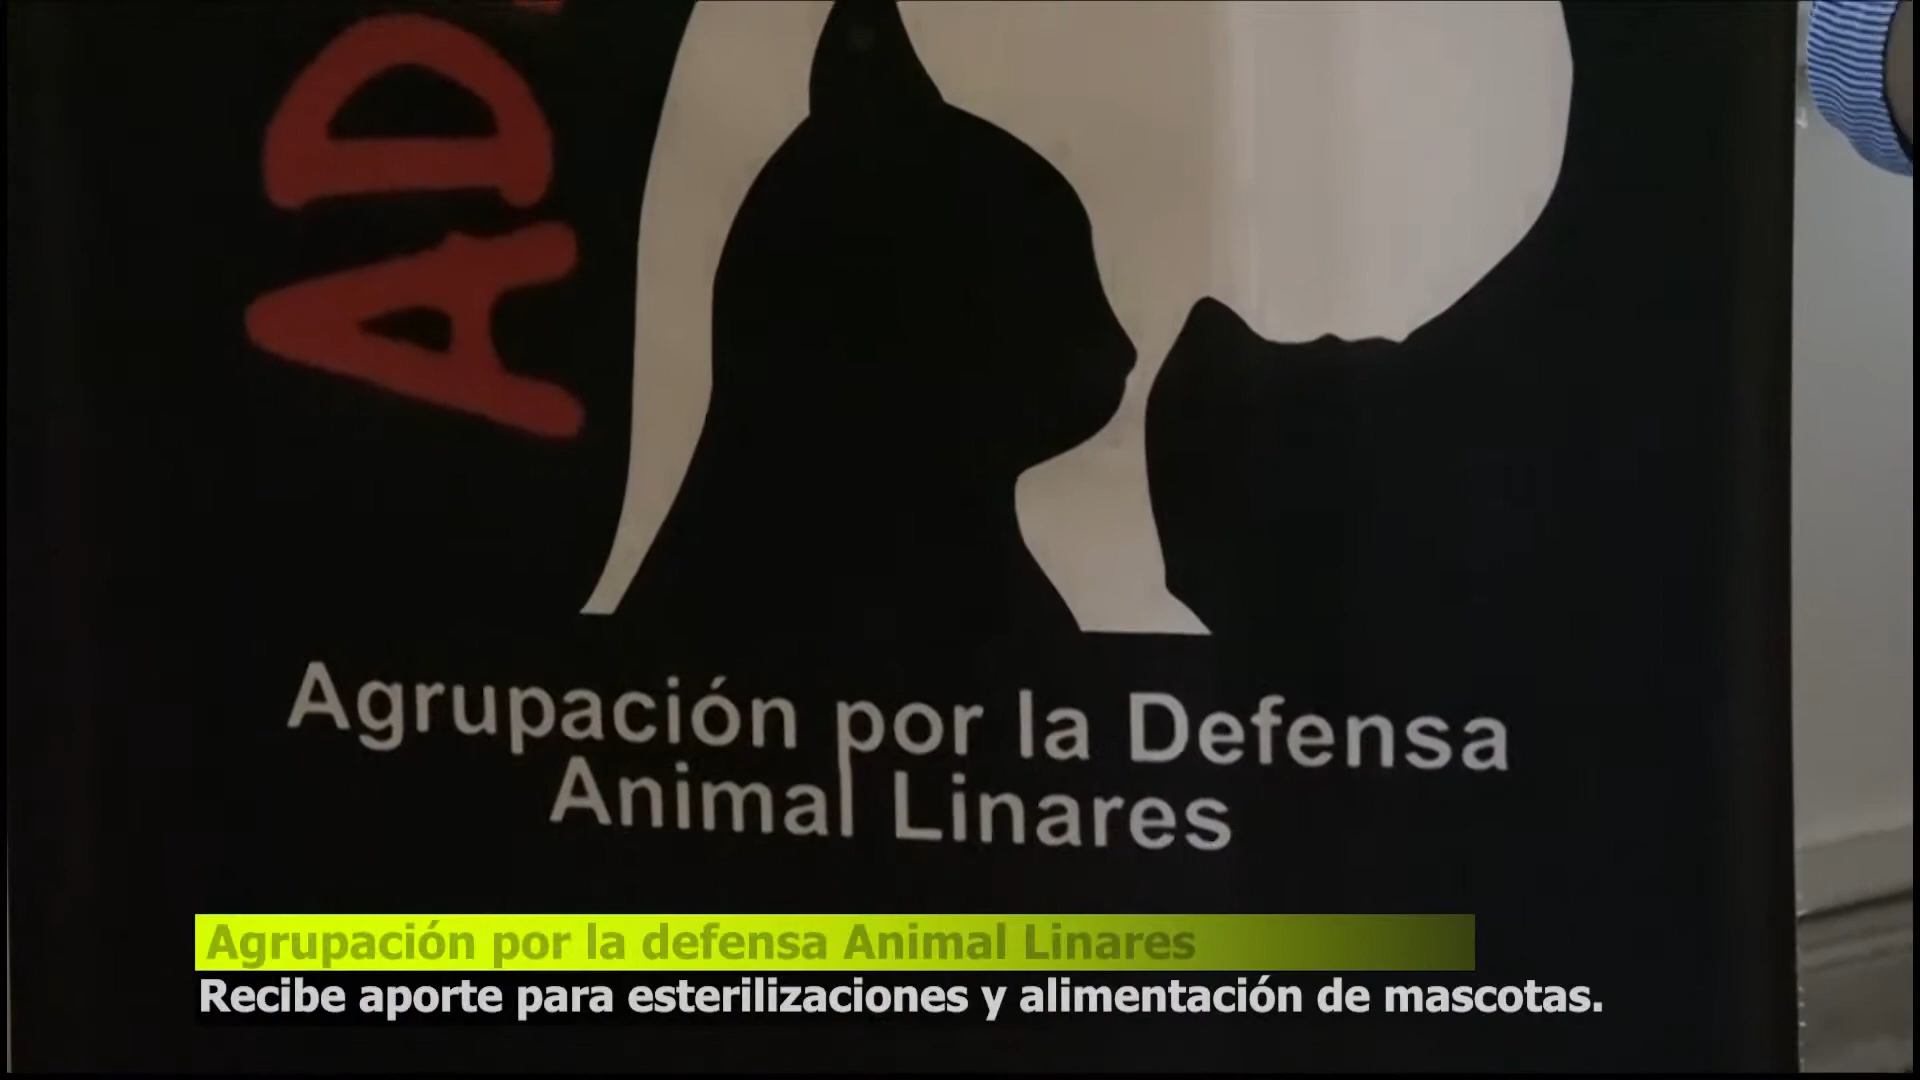 AD
Agrupación por la Defensa
Animal Linares
Agrupación por la defensa Animal Linares
Recibe aporte para esterilizaciones y alimentación de mascotas.